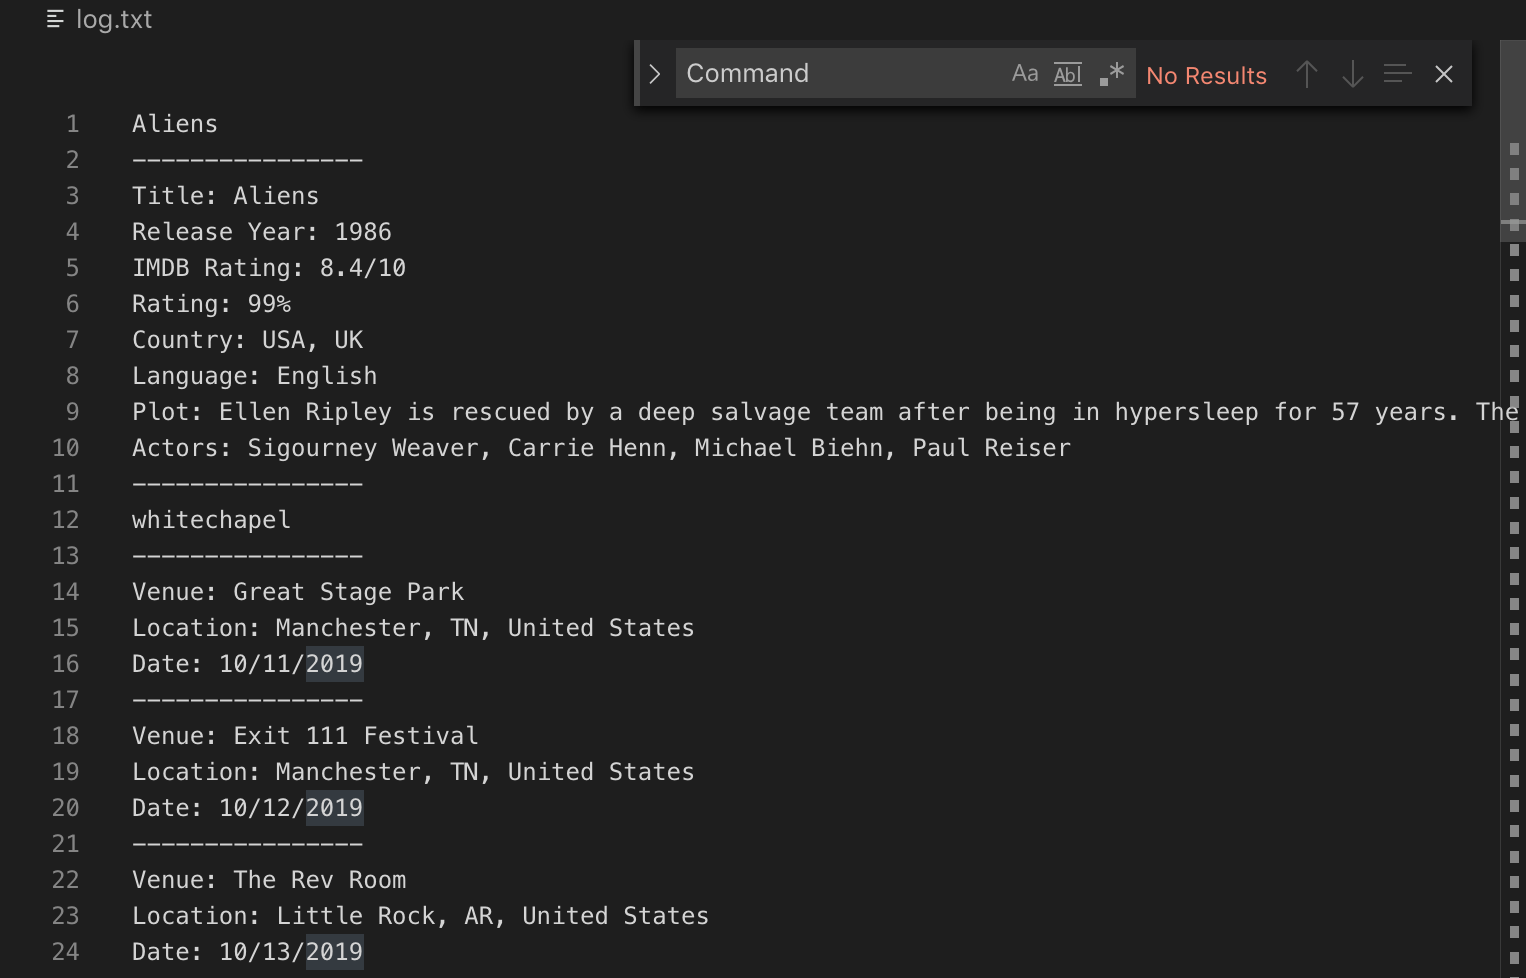 log.txt
Command Aa Abl .* No Results
1 Aliens
2 ----------------
3 Title: Aliens
4 Release Year: 1986
5 IMDB Rating: 8.4/10
6 Rating: 99%
7 Country: USA, UK
8 Language: English
9 Plot: Ellen Ripley is rescued by a deep salvage team after being in hypersleep for 57 years. The
10 Actors: Sigourney Weaver, Carrie Henn, Michael Biehn, Paul Reiser
11 ----------------
12 whitechapel
13 ----------------
14 Venue: Great Stage Park
15 Location: Manchester, TN, United States
16 Date: 10/11/2019
17 ----------------
18 Venue: Exit 111 Festival
19 Location: Manchester, TN, United States
20 Date: 10/12/2019
21 ----------------
22 Venue: The Rev Room
23 Location: Little Rock, AR, United States
24 Date: 10/13/2019